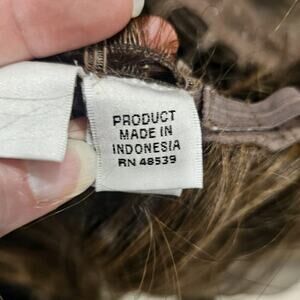 PRODUCT
MADE IN
INDONESIA
RN 48539